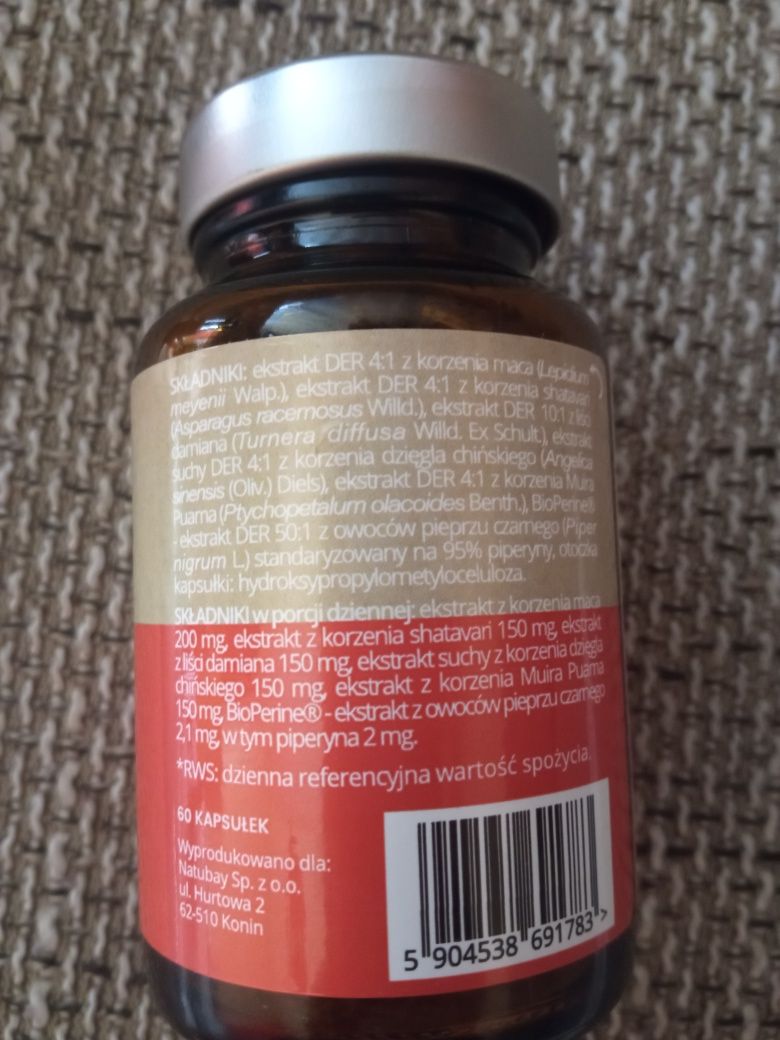 SKŁADNIKI: ekstrakt DER 4:1 z korzenia maca (Lepidium
meyenii Walp.), ekstrakt DER 4:1 z korzenia shatavari
(Asparagus racemosus Willd.), ekstrakt DER 10:1 z liści
damiana (Turnera diffusa Willd. Ex Schult.), ekstrakt
suchy DER 4:1 z korzenia dzięgla chińskiego (Angelica
sinensis (Oliv.) Diels), ekstrakt DER 4:1 z korzenia Muira
Puama (Ptychopetalum olacoides Benth.), BioPerine®
- ekstrakt DER 50:1 z owoców pieprzu czarnego (Piper
nigrum L.) standaryzowany na 95% piperyny, otoczka
kapsułki: hydroksypropylometyloceluloza.
SKŁADNIKI w porcji dziennej: ekstrakt z korzenia maca
200 mg, ekstrakt z korzenia shatavari 150 mg, ekstrakt
z liści damiana 150 mg, ekstrakt suchy z korzenia dzięgla
chińskiego 150 mg, ekstrakt z korzenia Muira Puama
150 mg, BioPerine® - ekstrakt z owoców pieprzu czarnego
2,1 mg, w tym piperyna 2 mg.
*RWS: dzienna referencyjna wartość spożycia.
60 KAPSUŁEK
Wyprodukowano dla:
Natubay Sp. z o.o.
ul. Hurtowa 2
62-510 Konin
5 904538 691783 >